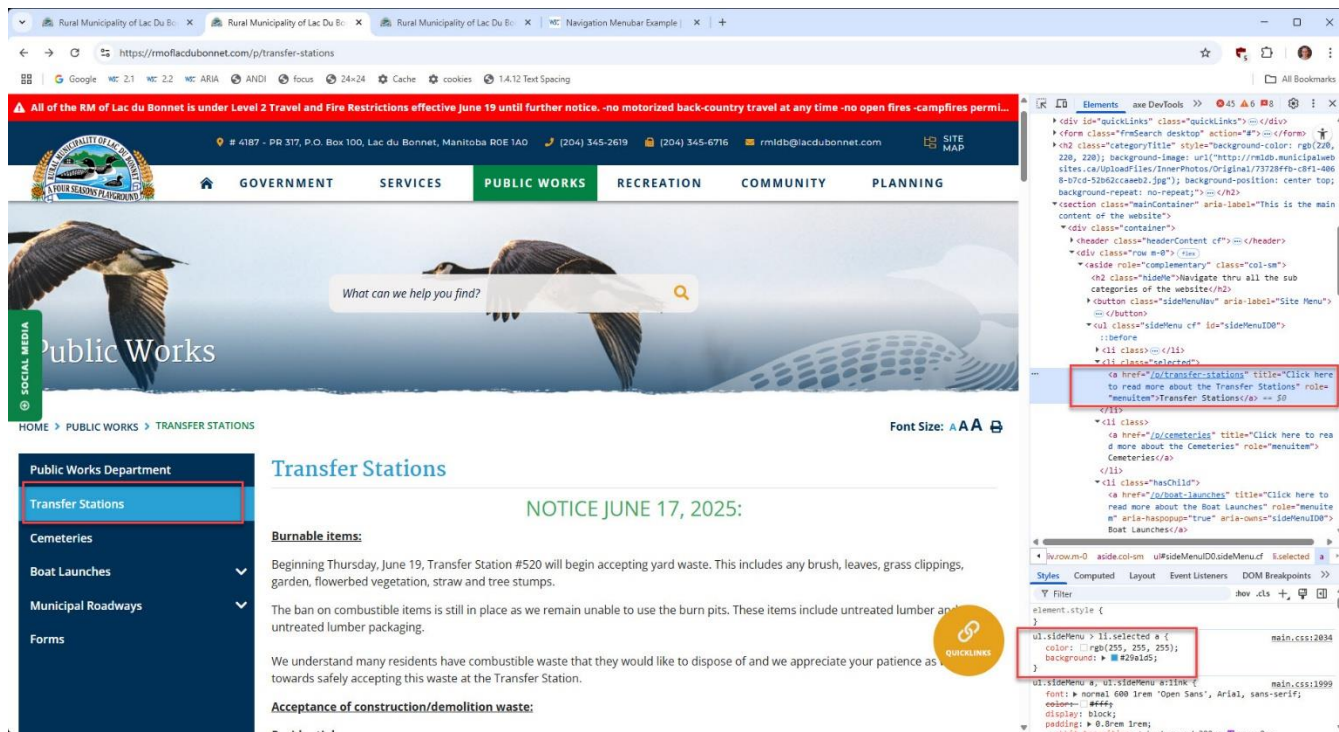 Rural Municipality of Lac Du Bo
Rural Municipality of Lac Du Bo
Rural Municipality of Lac Du Bo
Navigation Menubar Example |
https://rmoflacdubonnet.com/p/transfer-stations
Google 2.1 2.2 ARIA ANDI focus 24×24 Cache cookies 1.4.12 Text Spacing All Bookmarks
All of the RM of Lac du Bonnet is under Level 2 Travel and Fire Restrictions effective June 19 until further notice. -no motorized back-country travel at any time -no open fires -campfires permi...
RURAL MUNICIPALITY OF LAC DU BONNET
A FOUR SEASONS PLAYGROUND
# 4187 - PR 317, P.O. Box 100, Lac du Bonnet, Manitoba R0E 1A0 (204) 345-2619 (204) 345-6716 rmldb@lacdubonnet.com SITE MAP
GOVERNMENT SERVICES PUBLIC WORKS RECREATION COMMUNITY PLANNING
What can we help you find?
SOCIAL MEDIA
Public Works
HOME > PUBLIC WORKS > TRANSFER STATIONS
Font Size: A A A
Public Works Department
Transfer Stations
Cemeteries
Boat Launches
Municipal Roadways
Forms
Transfer Stations
NOTICE JUNE 17, 2025:
Burnable items:
Beginning Thursday, June 19, Transfer Station #520 will begin accepting yard waste. This includes any brush, leaves, grass clippings,
garden, flowerbed vegetation, straw and tree stumps.
The ban on combustible items is still in place as we remain unable to use the burn pits. These items include untreated lumber and
untreated lumber packaging.
We understand many residents have combustible waste that they would like to dispose of and we appreciate your patience as
towards safely accepting this waste at the Transfer Station.
Acceptance of construction/demolition waste:
QUICKLINKS
Elements axe DevTools 45 6 8
<div id="quickLinks" class="quickLinks"> </div>
<form class="frmSearch desktop" action="#"> </form>
<h2 class="categoryTitle" style="background-color: rgb(220,
220, 220); background-image: url("http://rmldb.municipalweb
sites.ca/UploadFiles/InnerPhotos/Original/73728ffb-c8f1-406
8-b7cd-52b62ccaeeb2.jpg"); background-position: center top;
background-repeat: no-repeat;"> </h2>
<section class="mainContainer" aria-label="This is the main
content of the website">
<div class="container">
<header class="headerContent cf"> </header>
<div class="row m-0"> flex
<aside role="complementary" class="col-sm">
<h2 class="hideMe">Navigate thru all the sub
categories of the website</h2>
<button class="sideMenuNav" aria-label="Site Menu">
</button>
<ul class="sideMenu cf" id="sideMenuID0">
::before
<li class> </li>
<li class="selected">
<a href="/p/transfer-stations" title="Click here
to read more about the Transfer Stations" role=
"menuitem">Transfer Stations</a> == $0
</li>
<li class>
<a href="/p/cemeteries" title="Click here to rea
d more about the Cemeteries" role="menuitem">
Cemeteries</a>
</li>
<li class="hasChild">
<a href="/p/boat-launches" title="Click here to
read more about the Boat Launches" role="menuite
m" aria-haspopup="true" aria-owns="sideMenuID0">
Boat Launches</a>
iv.row.m-0 aside.col-sm ul#sideMenuID0.sideMenu.cf li.selected a
Styles Computed Layout Event Listeners DOM Breakpoints
Filter :hov .cls
element.style {
}
ul.sideMenu > li.selected a { main.css:2034
color: rgb(255, 255, 255);
background: #29a1d5;
}
ul.sideMenu a, ul.sideMenu a:link { main.css:1999
font: normal 600 1rem 'Open Sans', Arial, sans-serif;
color: #fff;
display: block;
padding: 0.8rem 1rem;